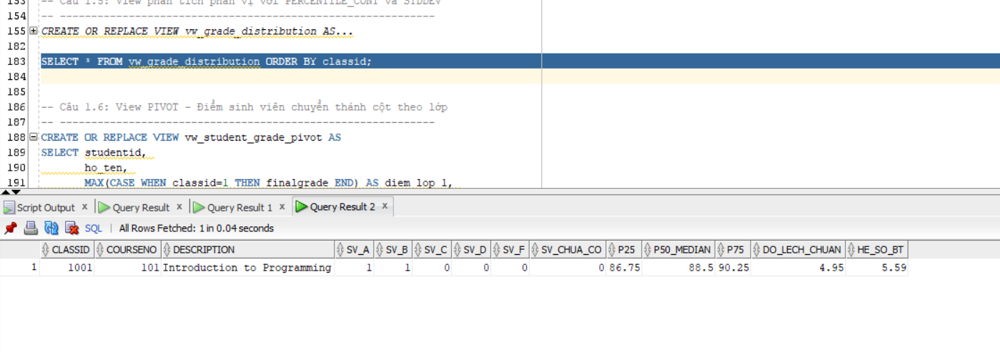 153 -- Câu 1.5: View phân tích phân vị với PERCENTILE_CONT và STDDEV
154 -- ---------------------------------------------------------
155 CREATE OR REPLACE VIEW vw_grade_distribution AS...
182
183 SELECT * FROM vw_grade_distribution ORDER BY classid;
184
185
186 -- Câu 1.6: View PIVOT - Điểm sinh viên chuyển thành cột theo lớp
187 -- ---------------------------------------------------------
188 CREATE OR REPLACE VIEW vw_student_grade_pivot AS
189 SELECT studentid,
190 ho_ten,
191 MAX(CASE WHEN classid=1 THEN finalgrade END) AS diem_lop_1,
Script Output x Query Result x Query Result 1 x Query Result 2 x
SQL | All Rows Fetched: 1 in 0.04 seconds
CLASSID COURSENO DESCRIPTION SV_A SV_B SV_C SV_D SV_F SV_CHUA_CO P25 P50_MEDIAN P75 DO_LECH_CHUAN HE_SO_BT
1 1001 101 Introduction to Programming 1 1 0 0 0 0 86.75 88.5 90.25 4.95 5.59